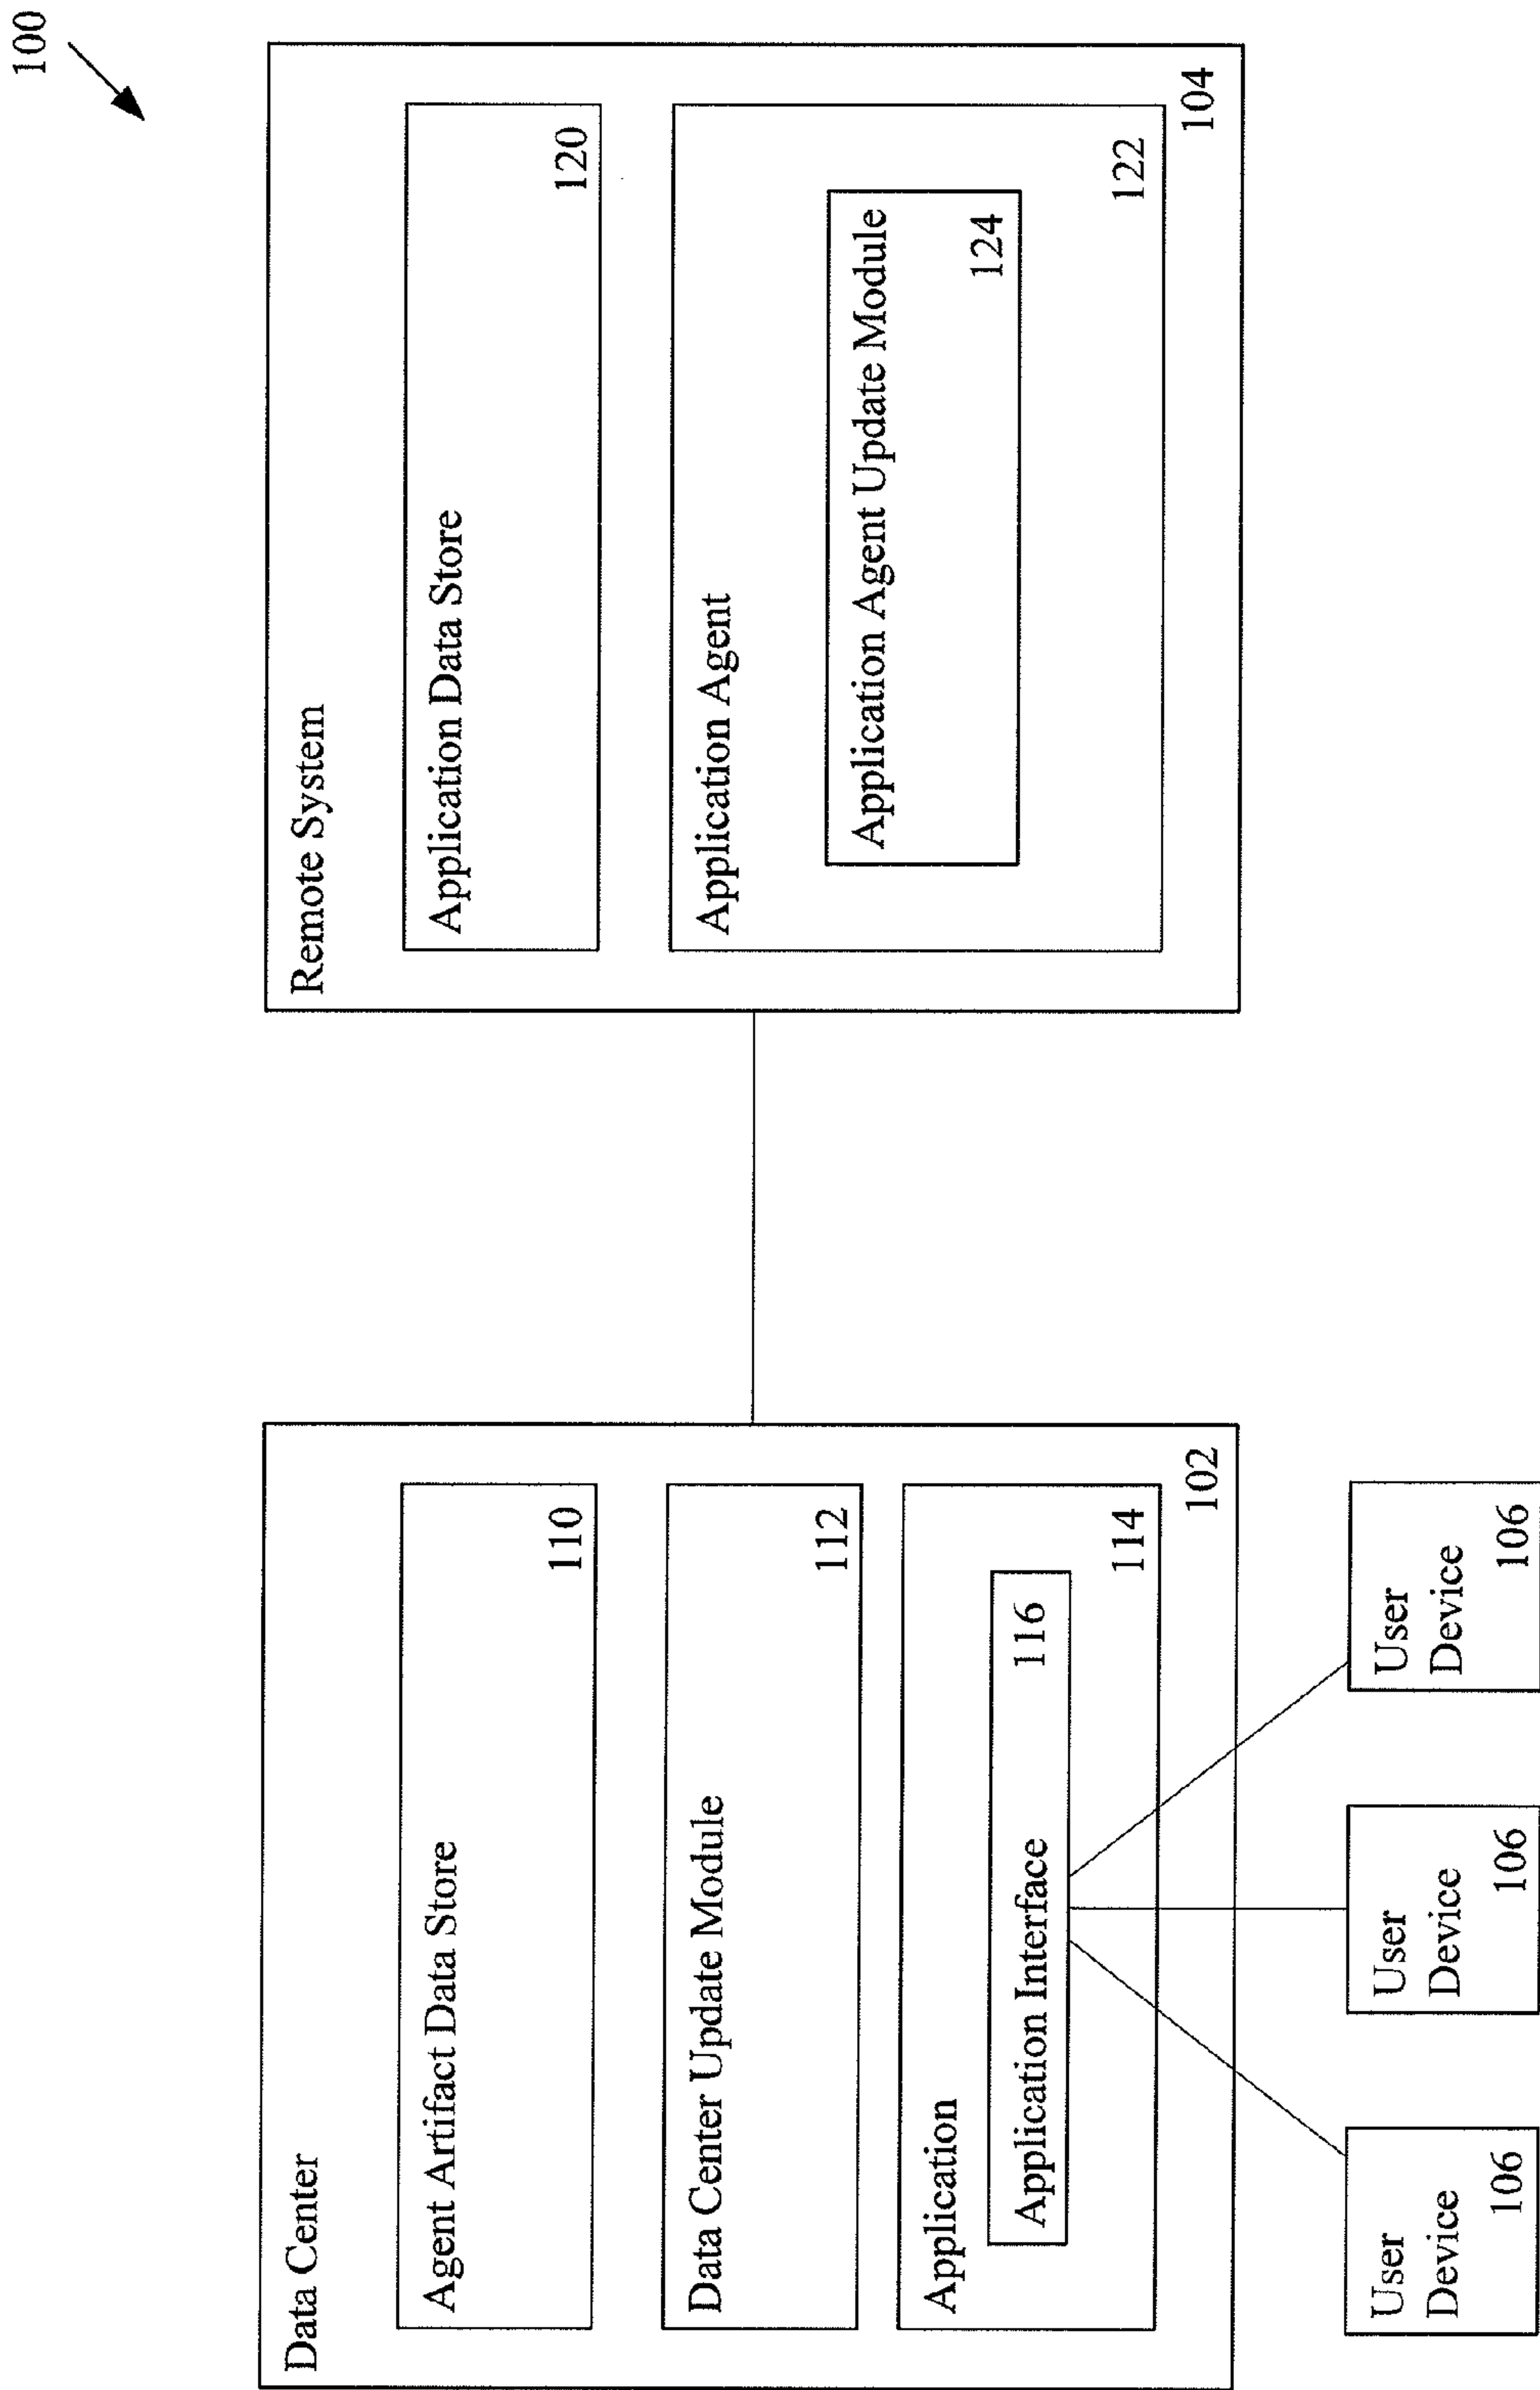 100
Data Center
Agent Artifact Data Store
110
Data Center Update Module
112
Application
Application Interface 116
114
102
User
Device
106
User
Device
106
User
Device
106
Remote System
Application Data Store
120
Application Agent
Application Agent Update Module
124
122
104